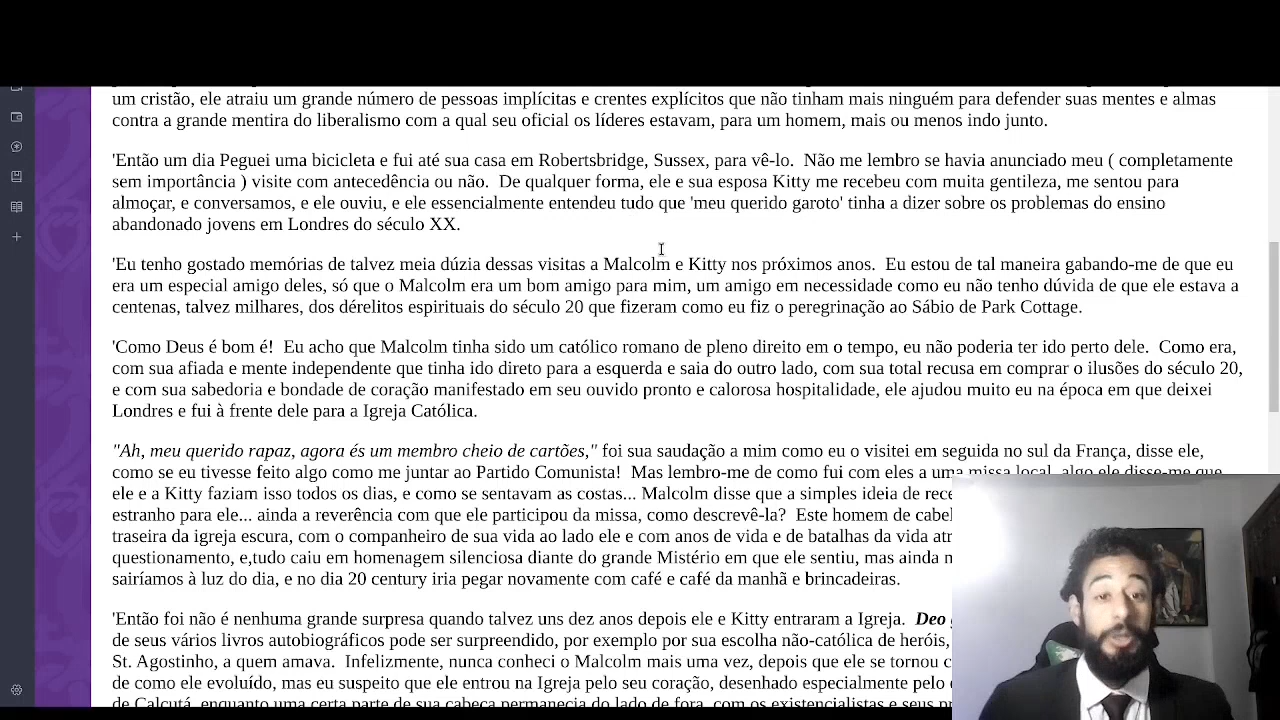 um cristão, ele atraiu um grande número de pessoas implícitas e crentes explícitos que não tinham mais ninguém para defender suas mentes e almas
contra a grande mentira do liberalismo com a qual seu oficial os líderes estavam, para um homem, mais ou menos indo junto.
'Então um dia Peguei uma bicicleta e fui até sua casa em Robertsbridge, Sussex, para vê-lo. Não me lembro se havia anunciado meu ( completamente
sem importância ) visite com antecedência ou não. De qualquer forma, ele e sua esposa Kitty me recebeu com muita gentileza, me sentou para
almoçar, e conversamos, e ele ouviu, e ele essencialmente entendeu tudo que 'meu querido garoto' tinha a dizer sobre os problemas do ensino
abandonado jovens em Londres do século XX.
'Eu tenho gostado memórias de talvez meia dúzia dessas visitas a Malcolm e Kitty nos próximos anos. Eu estou de tal maneira gabando-me de que eu
era um especial amigo deles, só que o Malcolm era um bom amigo para mim, um amigo em necessidade como eu não tenho dúvida de que ele estava a
centenas, talvez milhares, dos dérelitos espirituais do século 20 que fizeram como eu fiz o peregrinação ao Sábio de Park Cottage.
'Como Deus é bom é! Eu acho que Malcolm tinha sido um católico romano de pleno direito em o tempo, eu não poderia ter ido perto dele. Como era,
com sua afiada e mente independente que tinha ido direto para a esquerda e saia do outro lado, com sua total recusa em comprar o ilusões do século 20,
e com sua sabedoria e bondade de coração manifestado em seu ouvido pronto e calorosa hospitalidade, ele ajudou muito eu na época em que deixei
Londres e fui à frente dele para a Igreja Católica.
"Ah, meu querido rapaz, agora és um membro cheio de cartões," foi sua saudação a mim como eu o visitei em seguida no sul da França, disse ele,
como se eu tivesse feito algo como me juntar ao Partido Comunista! Mas lembro-me de como fui com eles a uma missa local, algo ele disse-me que
ele e a Kitty faziam isso todos os dias, e como se sentavam as costas... Malcolm disse que a simples ideia de
estranho para ele... ainda a reverência com que ele participou da missa, como descrevê-la? Este homem de
traseira da igreja escura, com o companheiro de sua vida ao lado ele e com anos de vida e de batalhas da vida
questionamento, e,tudo caiu em homenagem silenciosa diante do grande Mistério em que ele sentiu, mas ainda
sairíamos à luz do dia, e no dia 20 century iria pegar novamente com café e café da manhã e brincadeiras.
'Então foi não é nenhuma grande surpresa quando talvez uns dez anos depois ele e Kitty entraram a Igreja. Deo
de seus vários livros autobiográficos pode ser surpreendido, por exemplo por sua escolha não-católica de heróis,
St. Agostinho, a quem amava. Infelizmente, nunca conheci o Malcolm mais uma vez, depois que ele se tornou
de como ele evoluído, mas eu suspeito que ele entrou na Igreja pelo seu coração, desenhado especialmente pelo
de Calcutá, enquanto uma certa parte de sua cabeça permanecia do lado de fora, com os existencialistas e seus